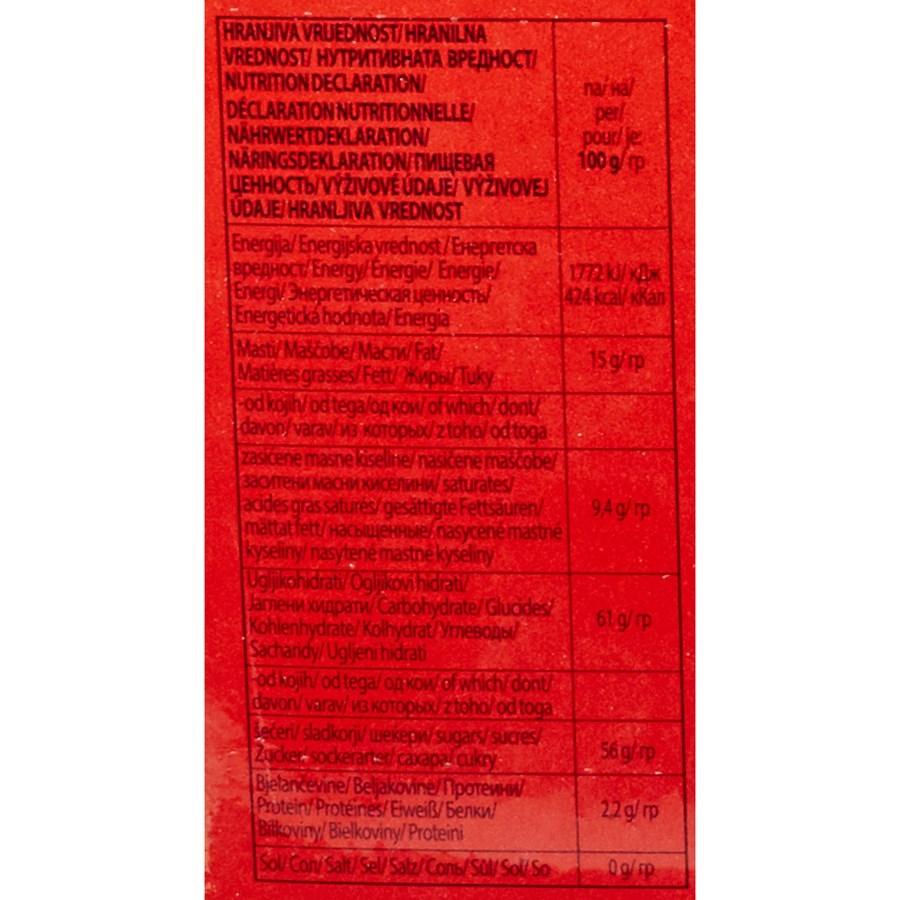 HRANJIVA VRIJEDNOST/ HRANILNA
VREDNOST/ НУТРИТИВНАТА ВРЕДНОСТ/
NUTRITION DECLARATION/
DÉCLARATION NUTRITIONNELLE/
NÄHRWERTDEKLARATION/
NÄRINGSDEKLARATION/ ПИЩЕВАЯ
ЦЕННОСТЬ/ VÝŽIVOVÉ ÚDAJE/ VÝŽIVOVEJ
ÚDAJE/ HRANLJIVA VREDNOST
na/ на/
per/
pour/ je:
100 g/ гр
Energija/ Energijska vrednost / Енергетска
вредност/ Energy/ Énergie/ Energie/
Energi/ Энергетическая ценность/
Energetická hodnota/ Energia
1772 kJ/ кДж
424 kcal/ кКал
Masti/ Maščobe/ Масти/ Fat/
Matières grasses/ Fett/ Жиры/ Tuky
15 g/ гр
-od kojih/ od tega/од кои/ of which/ dont/
davon/ varav/ из которых/ z toho/ od toga
zasićene masne kiseline/ nasičene maščobe/
заситени масни киселини/ saturates/
acides gras saturés/ gesättigte Fettsäuren/
mättat fett/ насыщенные/ nasycené mastné
kyseliny/ nasýtené mastné kyseliny
9,4 g/ гр
Ugljikohidrati/ Ogljikovi hidrati/
Јаглени хидрати/ Carbohydrate/ Glucides/
Kohlenhydrate/ Kolhydrat/ Углеводы/
Sacharidy/ Ugljeni hidrati
61 g/ гр
-od kojih/ od tega/ од кои/ of which/ dont/
davon/ varav/ из которых/ z toho/ od toga
šećeri/ sladkorji/ шекери/ sugars/ sucres/
Zucker/ sockerarter/ сахара/ cukry
56 g/ гр
Bjelančevine/ Beljakovine/ Протеини/
Protein/ Protéines/ Eiweiß/ Белки/
Bílkoviny/ Bielkoviny/ Proteini
2,2 g/ гр
Sol/ Сол/ Salt/ Sel/ Salz/ Соль/ Sůl/ Soľ/ So
0 g/ гр